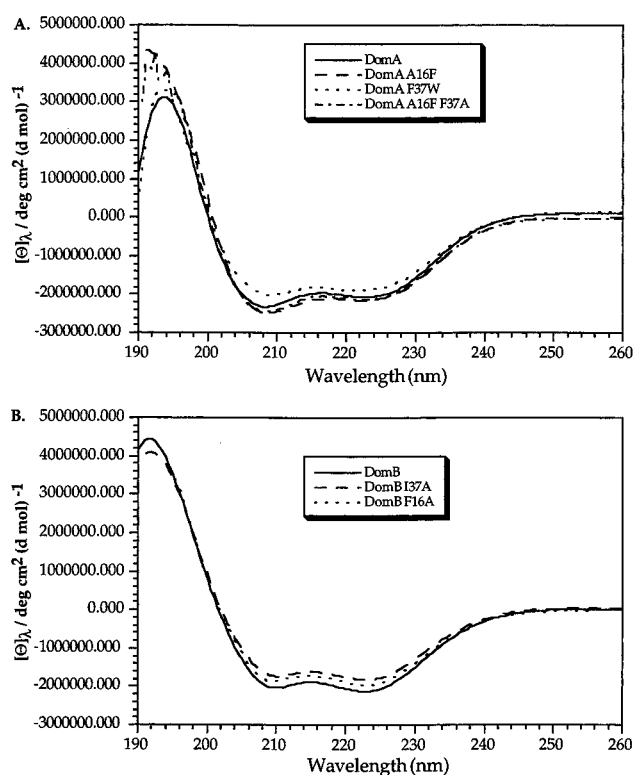 A.
5000000.000
4000000.000
3000000.000
2000000.000
1000000.000
0.000
-1000000.000
-2000000.000
-3000000.000
[Θ]λ / deg cm2 (d mol) -1
DomA
DomA A16F
DomA F37W
DomA A16F F37A
190 200 210 220 230 240 250 260
Wavelength (nm)
B.
5000000.000
4000000.000
3000000.000
2000000.000
1000000.000
0.000
-1000000.000
-2000000.000
-3000000.000
[Θ]λ / deg cm2 (d mol) -1
DomB
DomB I37A
DomB F16A
190 200 210 220 230 240 250 260
Wavelength (nm)